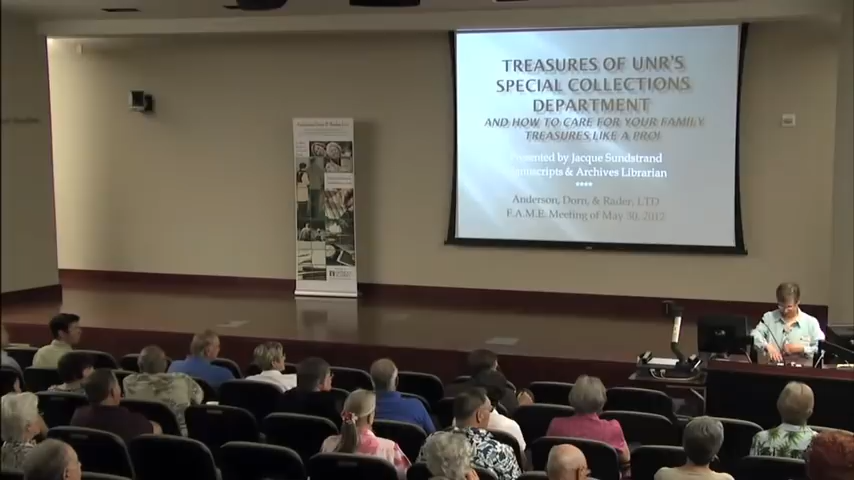 TREASURES OF UNR'S
SPECIAL COLLECTIONS
DEPARTMENT
AND HOW TO CARE FOR YOUR FAMILY
TREASURES LIKE A PRO!
Presented by Jacque Sundstrand
Manuscripts & Archives Librarian
****
Anderson, Dorn, & Rader, LTD
F.A.M.E. Meeting of May 30, 2012